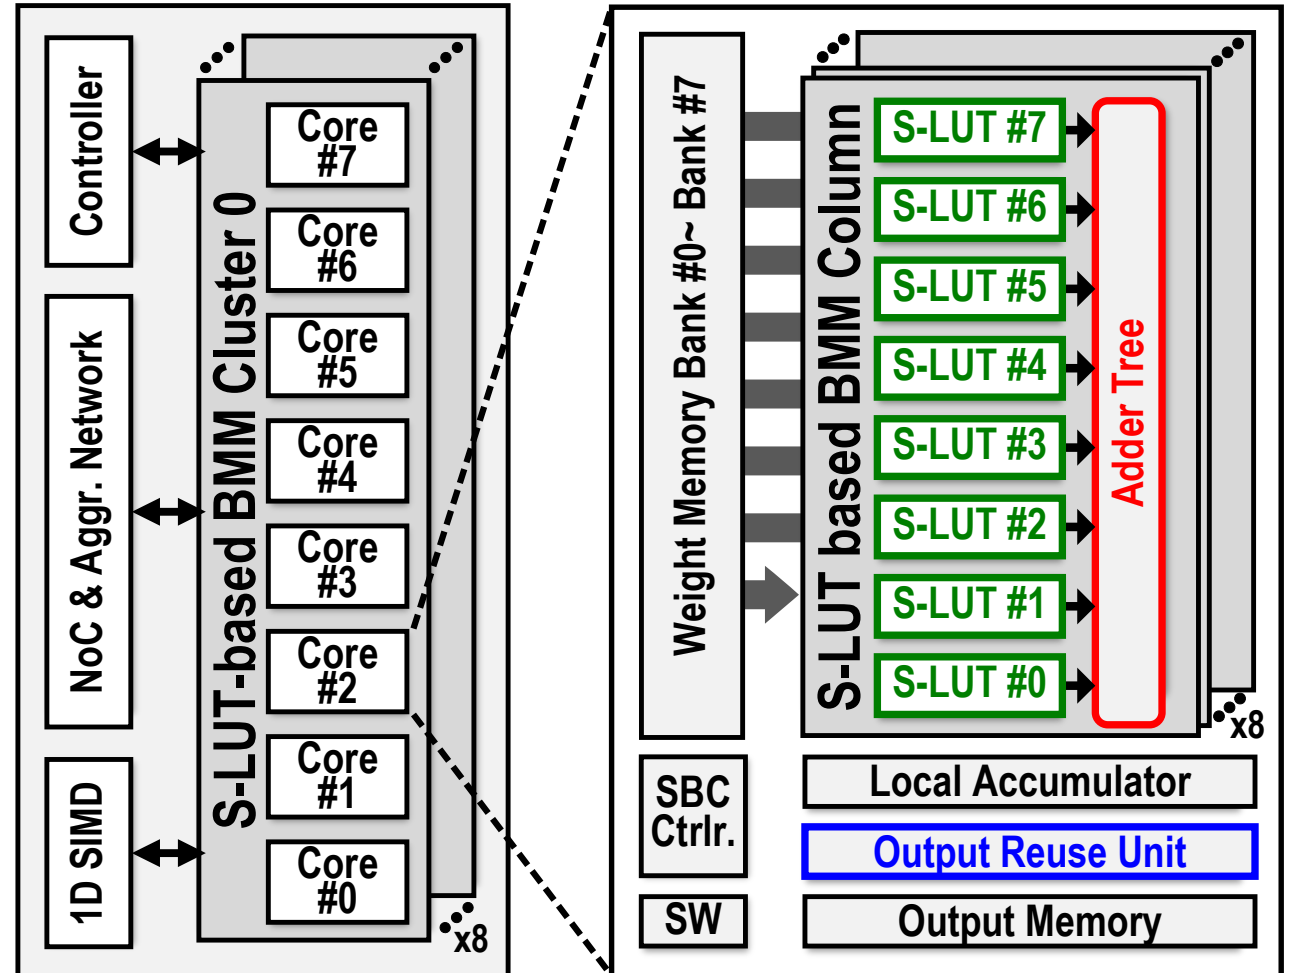 Controller
NoC & Aggr. Network
1D SIMD
S-LUT-based BMM Cluster 0
Core
#7
Core
#6
Core
#5
Core
#4
Core
#3
Core
#2
Core
#1
Core
#0
x8
Weight Memory Bank #0~ Bank #7
S-LUT based BMM Column
S-LUT #7
S-LUT #6
S-LUT #5
S-LUT #4
S-LUT #3
S-LUT #2
S-LUT #1
S-LUT #0
Adder Tree
x8
SBC
Ctrlr.
SW
Local Accumulator
Output Reuse Unit
Output Memory